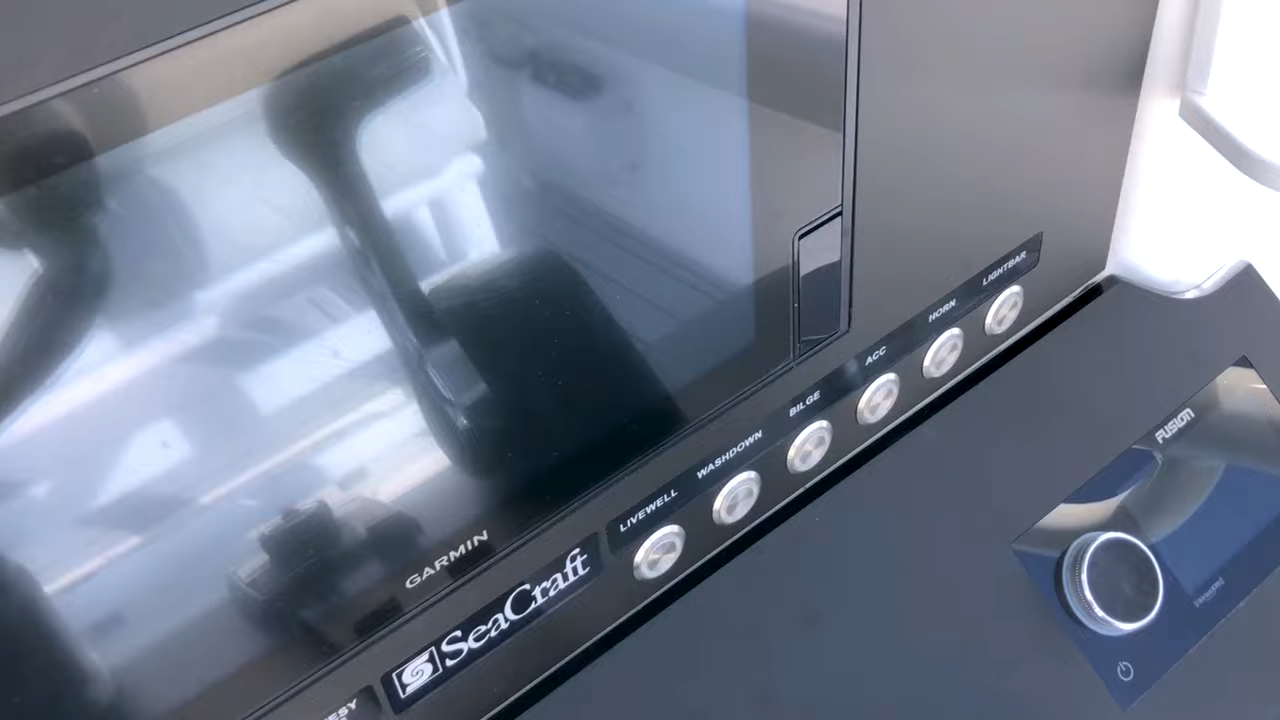 LIGHTBAR
HORN
ACC
BILGE
WASHDOWN
LIVEWELL
FUSION
GARMIN
SeaCraft